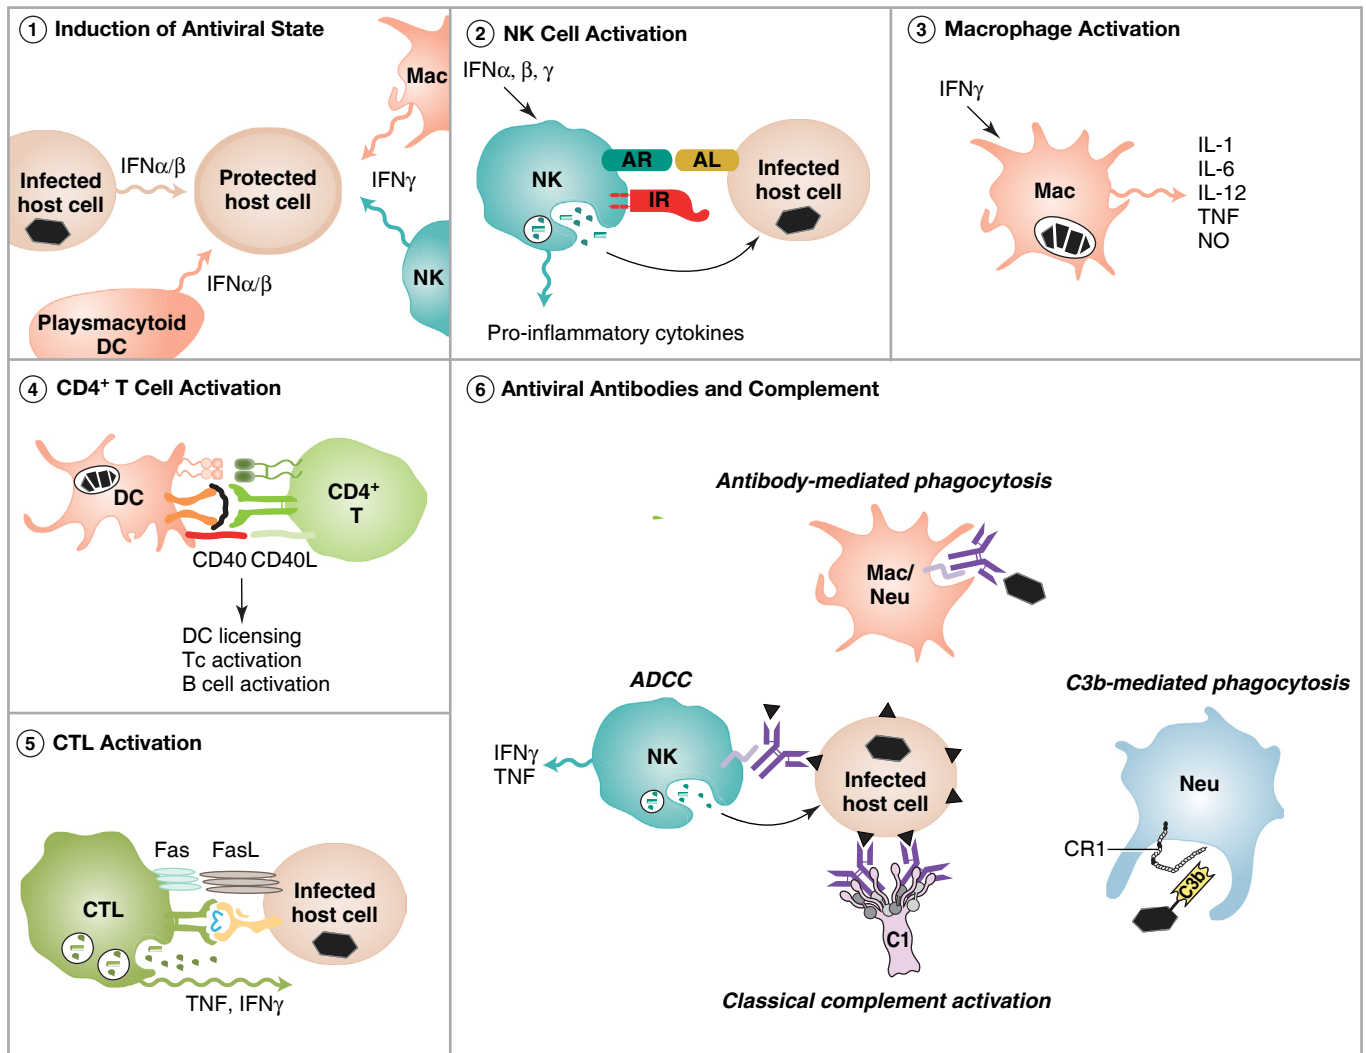 1 Induction of Antiviral State
Mac
Infected
host cell
IFNα/β
Protected
host cell
IFNγ
IFNα/β
NK
Playsmacytoid
DC
2 NK Cell Activation
IFNα, β, γ
NK
AR
AL
IR
Infected
host cell
Pro-inflammatory cytokines
3 Macrophage Activation
IFNγ
Mac
IL-1
IL-6
IL-12
TNF
NO
4 CD4+ T Cell Activation
DC
CD4+
T
CD40 CD40L
DC licensing
Tc activation
B cell activation
5 CTL Activation
Fas FasL
CTL
Infected
host cell
TNF, IFNγ
6 Antiviral Antibodies and Complement
Antibody-mediated phagocytosis
Mac/
Neu
ADCC
IFNγ
TNF
NK
Infected
host cell
C1
Classical complement activation
C3b-mediated phagocytosis
Neu
CR1
C3b